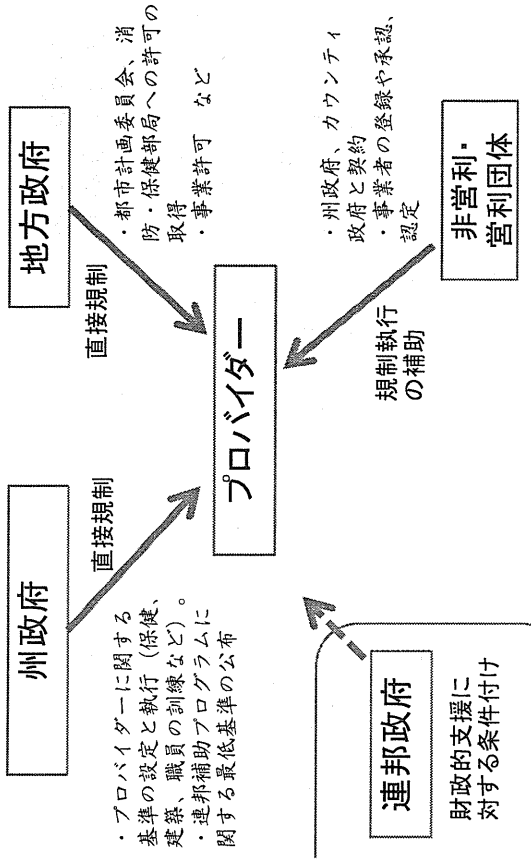 州政府
直接規制
・プロバイダーに関する
基準の設定と執行（保健、
建築、職員の訓練など）。
・連邦補助プログラムに
関する最低基準の公布
地方政府
直接規制
・都市計画委員会、消
防・保健部局への許可の
取得
・事業許可　など
プロバイダー
連邦政府
財政的支援に
対する条件付け
規制執行
の補助
・州政府、カウンティ
政府と契約
・事業者の登録や承認、
認定
非営利・
営利団体